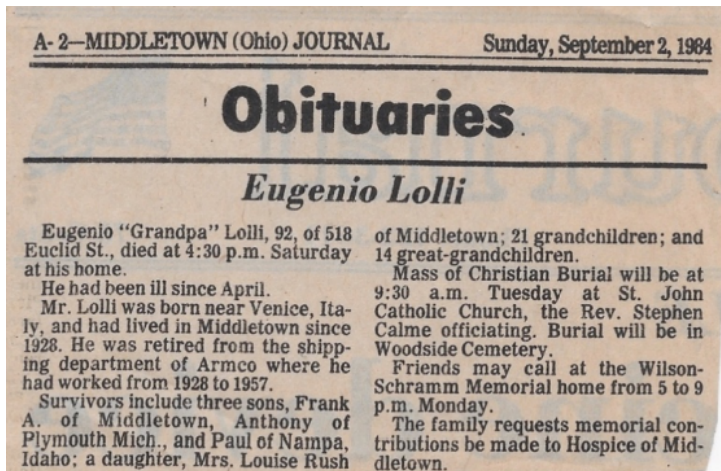 A-2—MIDDLETOWN (Ohio) JOURNAL
Sunday, September 2, 1984
Obituaries
Eugenio Lolli
Eugenio "Grandpa" Lolli, 92, of 518
Euclid St., died at 4:30 p.m. Saturday
at his home.
He had been ill since April.
Mr. Lolli was born near Venice, Ita-
ly, and had lived in Middletown since
1928. He was retired from the shipp-
ing department of Armco where he
had worked from 1928 to 1957.
Survivors include three sons, Frank
A. of Middletown, Anthony of
Plymouth Mich., and Paul of Nampa,
Idaho; a daughter, Mrs. Louise Rush
of Middletown; 21 grandchildren; and
14 great-grandchildren.
Mass of Christian Burial will be at
9:30 a.m. Tuesday at St. John
Catholic Church, the Rev. Stephen
Calme officiating. Burial will be in
Woodside Cemetery.
Friends may call at the Wilson-
Schramm Memorial home from 5 to 9
p.m. Monday.
The family requests memorial con-
tributions be made to Hospice of Mid-
dletown.